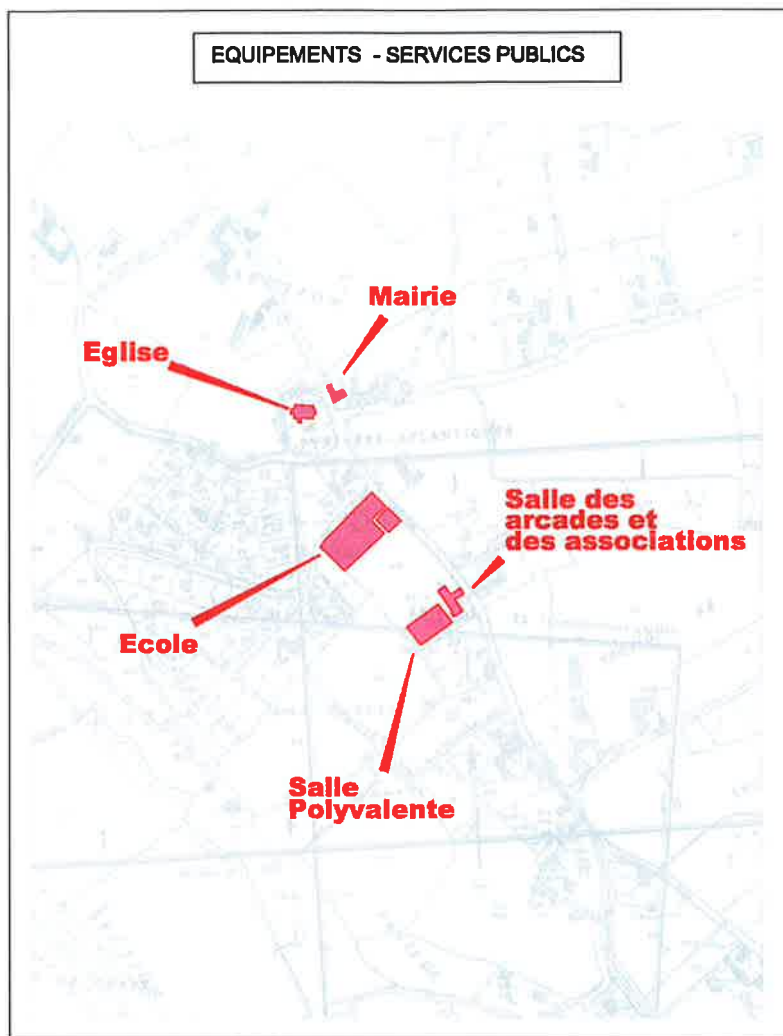 EQUIPEMENTS - SERVICES PUBLICS
Mairie
Eglise
Salle des
arcades et
des associations
Ecole
Salle
Polyvalente